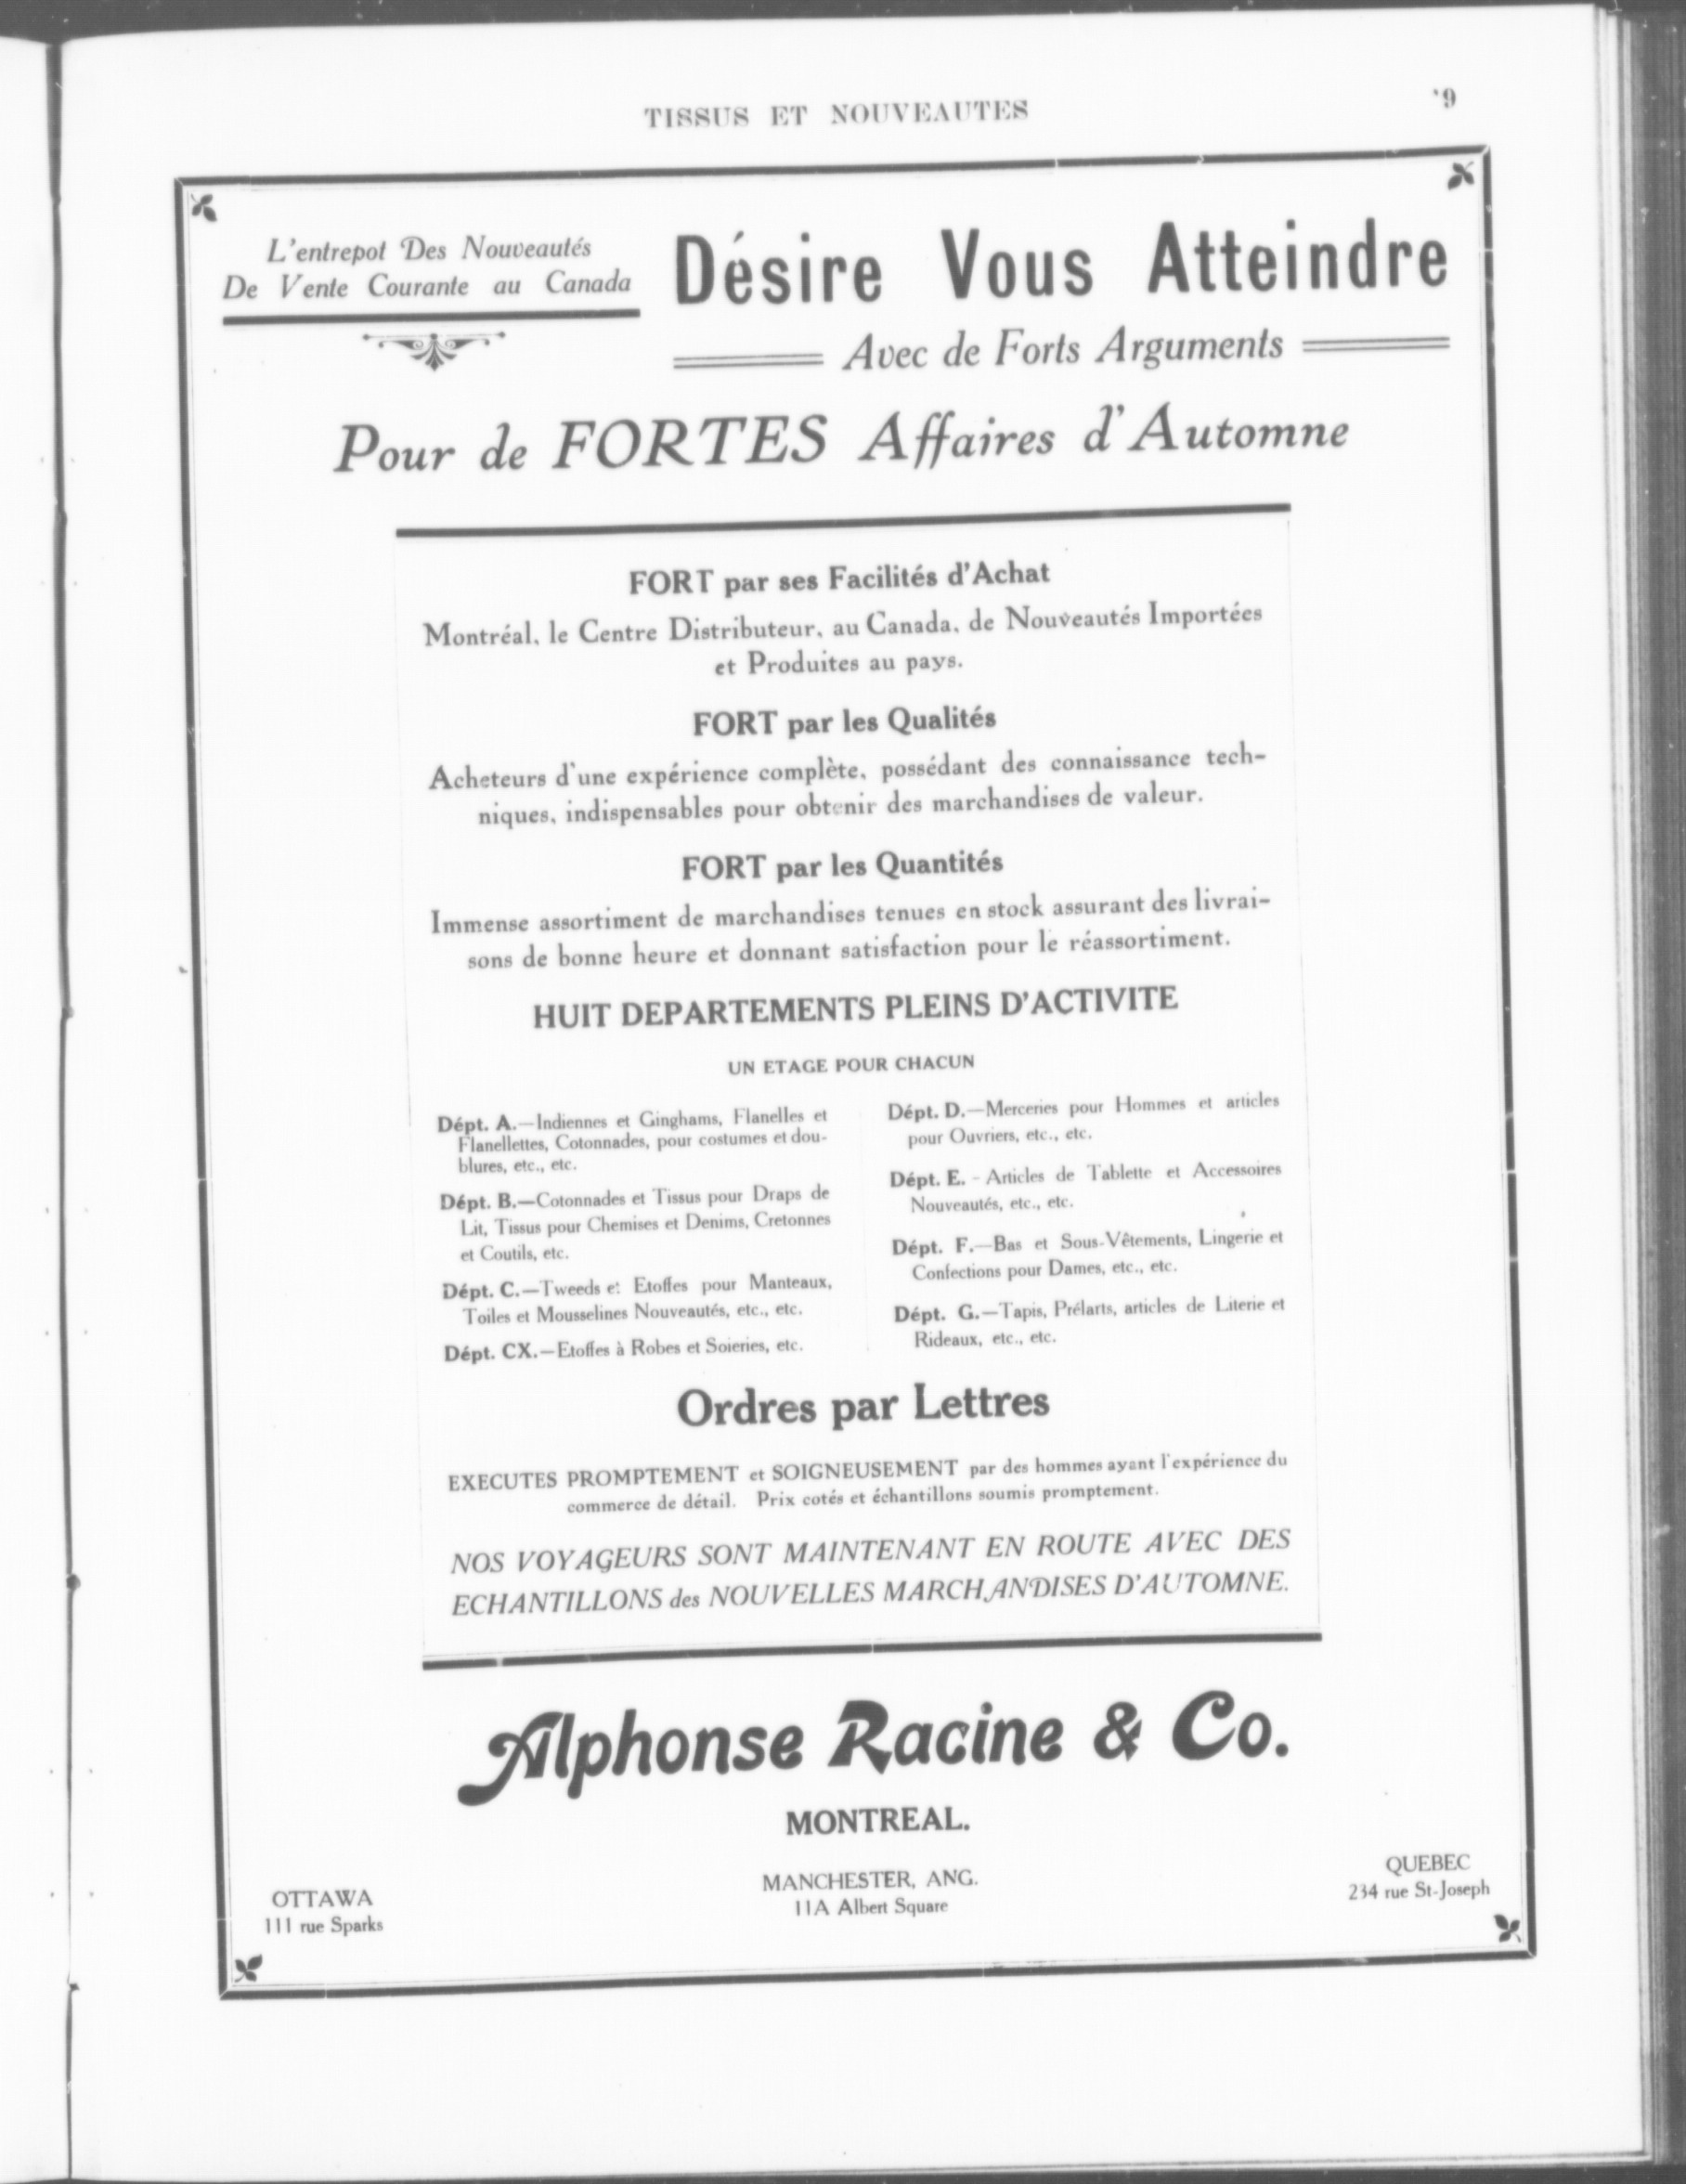 TISSUS ET NOUVEAUTES
9
L'entrepot Des Nouveautés
De Vente Courante au Canada
Désire Vous Atteindre
Avec de Forts Arguments
Pour de FORTES Affaires d'Automne
FORT par ses Facilités d'Achat
Montréal, le Centre Distributeur, au Canada, de Nouveautés Importées
et Produites au pays.
FORT par les Qualités
Acheteurs d'une expérience complète, possédant des connaissance tech-
niques, indispensables pour obtenir des marchandises de valeur.
FORT par les Quantités
Immense assortiment de marchandises tenues en stock assurant des livrai-
sons de bonne heure et donnant satisfaction pour le réassortiment.
HUIT DEPARTEMENTS PLEINS D'ACTIVITE
UN ETAGE POUR CHACUN
Dépt. A.—Indiennes et Ginghams, Flanelles et
Flanellettes, Cotonnades, pour costumes et dou-
blures, etc., etc.
Dépt. B.—Cotonnades et Tissus pour Draps de
Lit, Tissus pour Chemises et Denims, Cretonnes
et Coutils, etc.
Dépt. C.—Tweeds et Etoffes pour Manteaux,
Toiles et Mousselines Nouveautés, etc., etc.
Dépt. CX.—Etoffes à Robes et Soieries, etc.
Dépt. D.—Merceries pour Hommes et articles
pour Ouvriers, etc., etc.
Dépt. E. - Articles de Tablette et Accessoires
Nouveautés, etc., etc.
Dépt. F.—Bas et Sous-Vêtements, Lingerie et
Confections pour Dames, etc., etc.
Dépt. G.—Tapis, Prélarts, articles de Literie et
Rideaux, etc., etc.
Ordres par Lettres
EXECUTES PROMPTEMENT et SOIGNEUSEMENT par des hommes ayant l'expérience du
commerce de détail. Prix cotés et échantillons soumis promptement.
NOS VOYAGEURS SONT MAINTENANT EN ROUTE AVEC DES
ECHANTILLONS des NOUVELLES MARCHANDISES D'AUTOMNE.
Alphonse Racine & Co.
MONTREAL.
OTTAWA
111 rue Sparks
MANCHESTER, ANG.
11A Albert Square
QUEBEC
234 rue St-Joseph